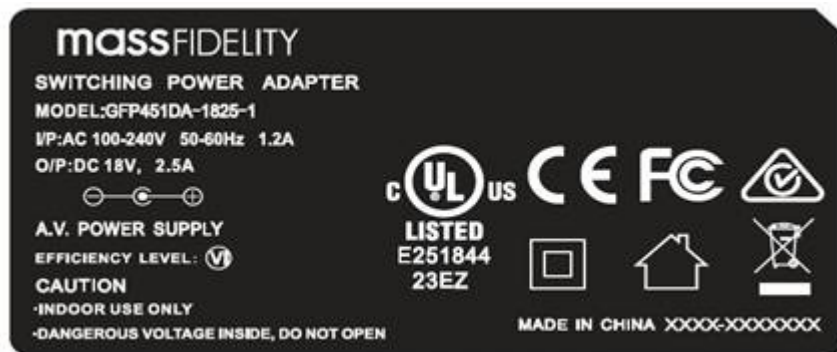 massFIDELITY
SWITCHING POWER ADAPTER
MODEL:GFP451DA-1825-1
I/P:AC 100-240V 50-60Hz 1.2A
O/P:DC 18V, 2.5A
A.V. POWER SUPPLY
EFFICIENCY LEVEL: VI
CAUTION
·INDOOR USE ONLY
·DANGEROUS VOLTAGE INSIDE, DO NOT OPEN
C UL US
LISTED
E251844
23EZ
CE FC
MADE IN CHINA XXXX-XXXXXXX